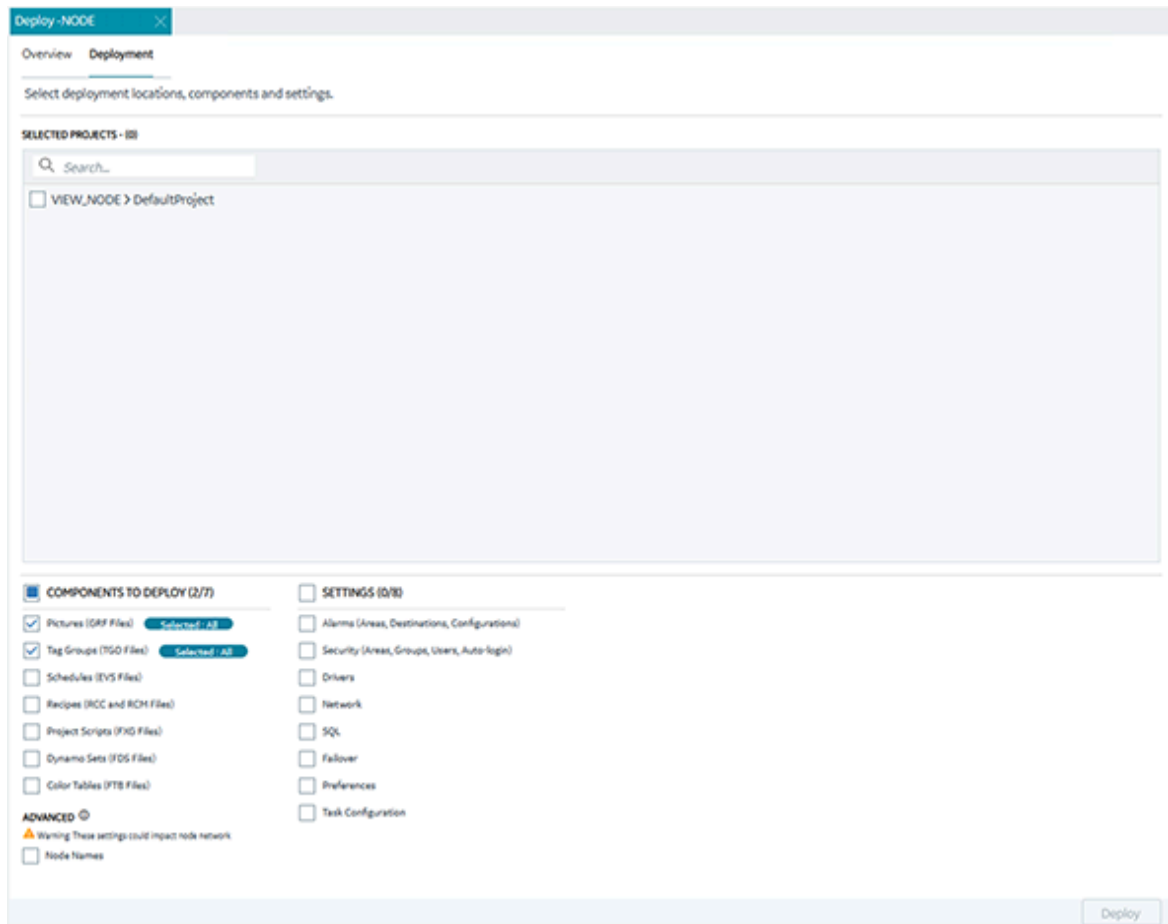 Deploy -NODE
Overview Deployment
Select deployment locations, components and settings.
SELECTED PROJECTS - (0)
Search...
VIEW_NODE > DefaultProject
COMPONENTS TO DEPLOY (2/7)
Pictures (GRF Files) Selected : All
Tag Groups (TGD Files) Selected : All
Schedules (EVS Files)
Recipes (RCC and RCM Files)
Project Scripts (FXG Files)
Dynamo Sets (FDS Files)
Color Tables (FTB Files)
ADVANCED
Warning These settings could impact node network
Node Names
SETTINGS (0/8)
Alarms (Areas, Destinations, Configurations)
Security (Areas, Groups, Users, Auto-login)
Drivers
Network
SQL
Failover
Preferences
Task Configuration
Deploy